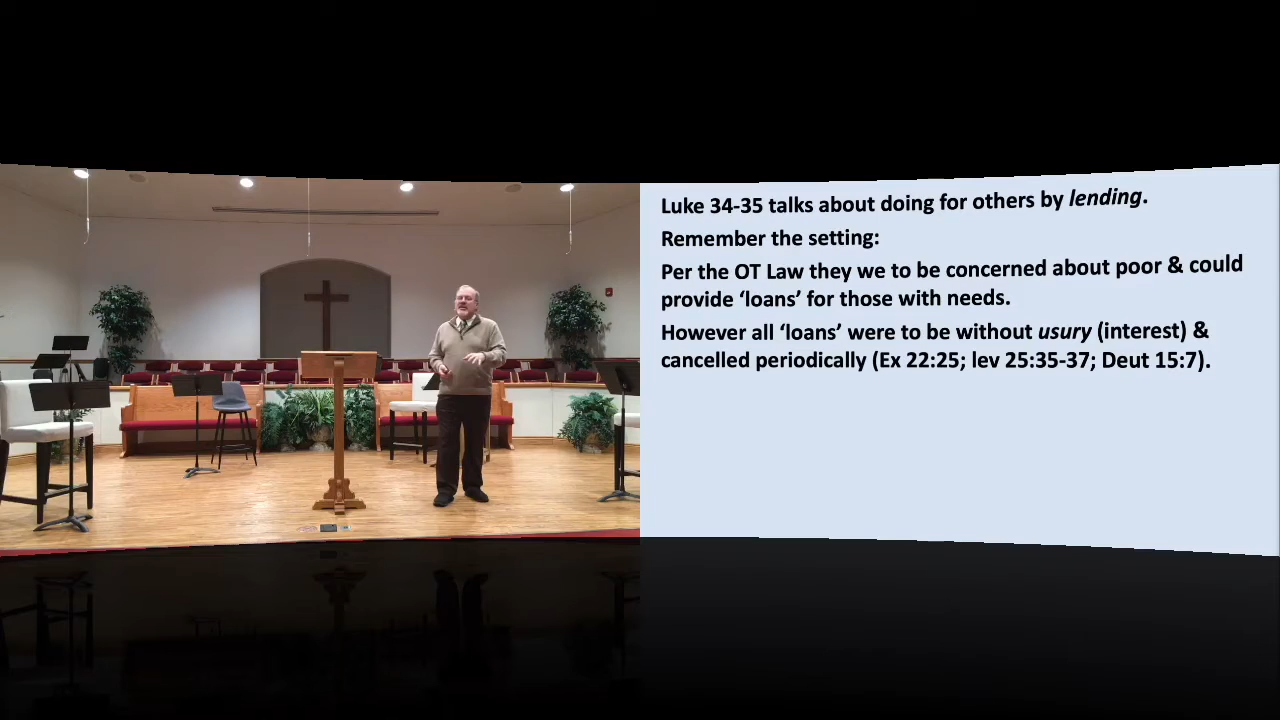 Luke 34-35 talks about doing for others by lending.
Remember the setting:
Per the OT Law they we to be concerned about poor & could
provide ‘loans’ for those with needs.
However all ‘loans’ were to be without usury (interest) &
cancelled periodically (Ex 22:25; lev 25:35-37; Deut 15:7).